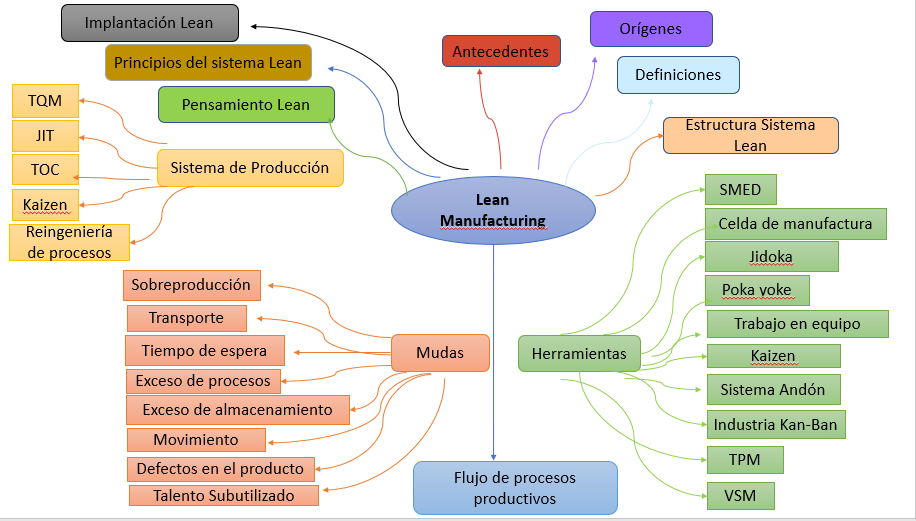 Implantación Lean
Principios del sistema Lean
Pensamiento Lean
Antecedentes
Orígenes
Definiciones
Estructura Sistema
Lean
TQM
JIT
TOC
Kaizen
Reingeniería
de procesos
Sistema de Producción
Lean
Manufacturing
SMED
Celda de manufactura
Jidoka
Poka yoke
Trabajo en equipo
Kaizen
Sistema Andón
Industria Kan-Ban
TPM
VSM
Herramientas
Sobreproducción
Transporte
Tiempo de espera
Exceso de procesos
Exceso de almacenamiento
Movimiento
Defectos en el producto
Talento Subutilizado
Mudas
Flujo de procesos
productivos